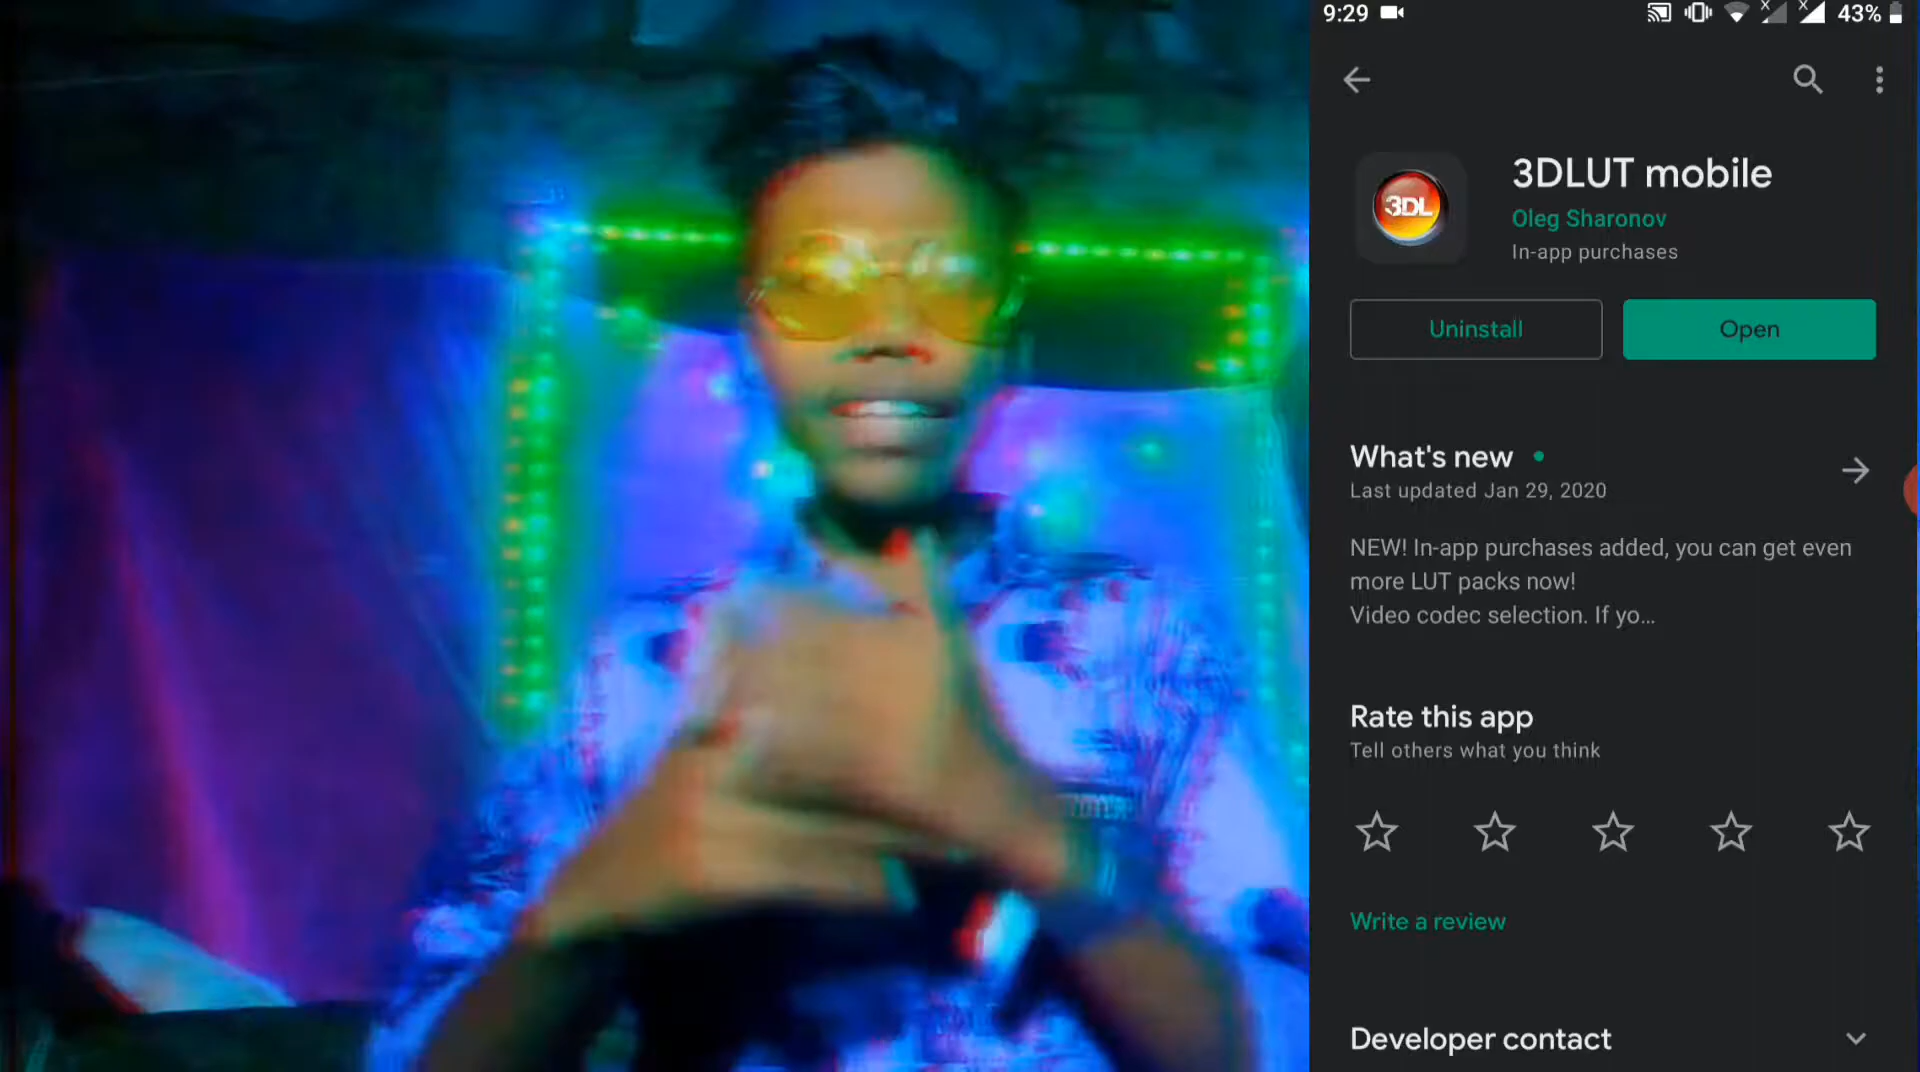 9:29
43%
3DLUT mobile
3DL
Oleg Sharonov
In-app purchases
Uninstall
Open
What's new
Last updated Jan 29, 2020
NEW! In-app purchases added, you can get even
more LUT packs now!
Video codec selection. If yo...
Rate this app
Tell others what you think
Write a review
Developer contact